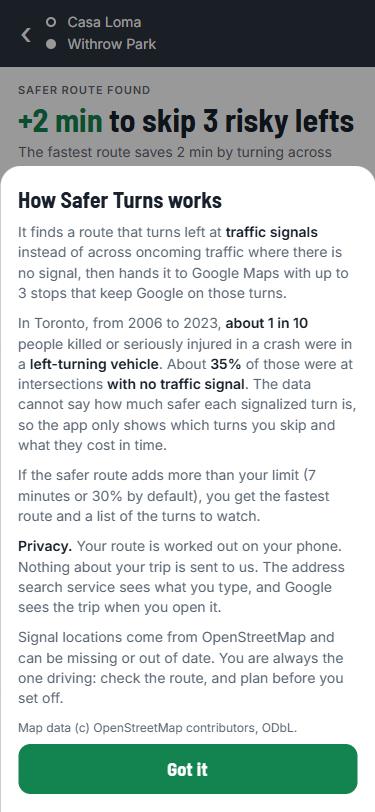 Casa Loma
Withrow Park
SAFER ROUTE FOUND
+2 min to skip 3 risky lefts
The fastest route saves 2 min by turning across
How Safer Turns works
It finds a route that turns left at traffic signals
instead of across oncoming traffic where there is
no signal, then hands it to Google Maps with up to
3 stops that keep Google on those turns.
In Toronto, from 2006 to 2023, about 1 in 10
people killed or seriously injured in a crash were in
a left-turning vehicle. About 35% of those were at
intersections with no traffic signal. The data
cannot say how much safer each signalized turn is,
so the app only shows which turns you skip and
what they cost in time.
If the safer route adds more than your limit (7
minutes or 30% by default), you get the fastest
route and a list of the turns to watch.
Privacy. Your route is worked out on your phone.
Nothing about your trip is sent to us. The address
search service sees what you type, and Google
sees the trip when you open it.
Signal locations come from OpenStreetMap and
can be missing or out of date. You are always the
one driving: check the route, and plan before you
set off.
Map data (c) OpenStreetMap contributors, ODbL.
Got it